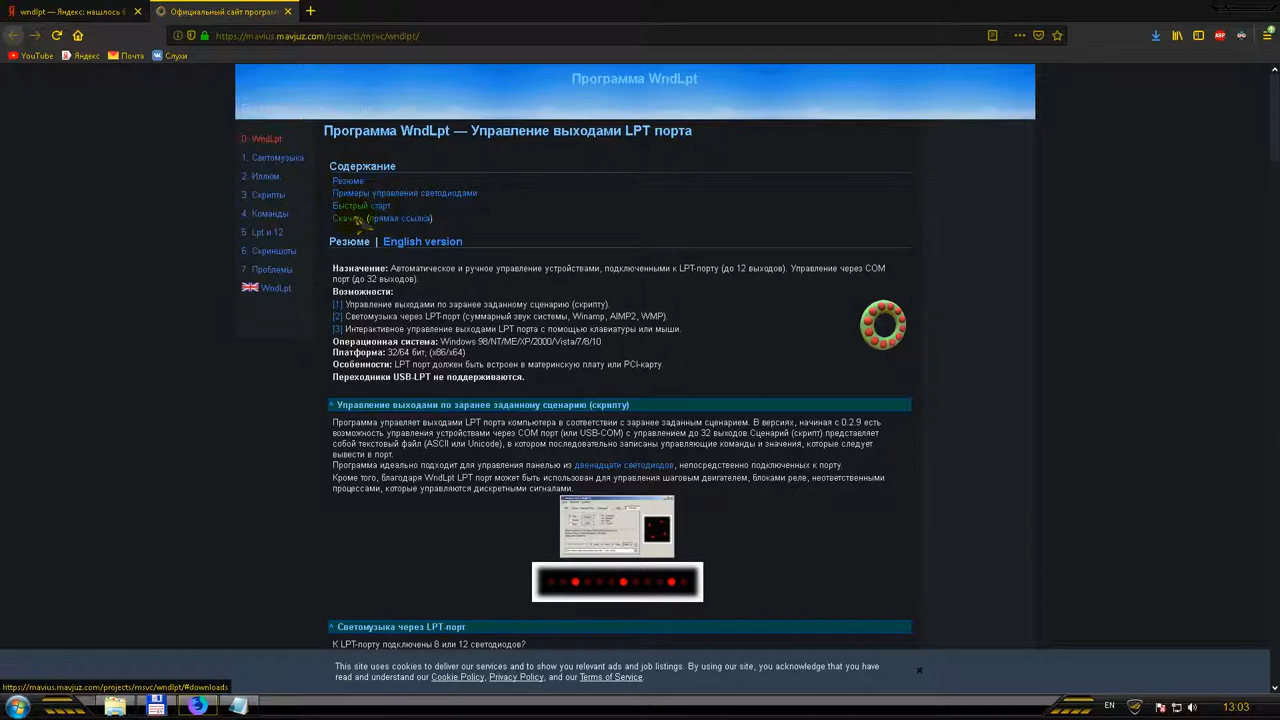 wndlpt — Яндекс: нашлось
Официальный сайт програм
https://mavius.mavjuz.com/projects/msvc/wndlpt/
YouTube
Яндекс
Почта
Слухи
Программа WndLpt
0. WndLpt
1. Светомузыка
2. Иллюм.
3. Скрипты
4. Команды
5. Lpt и 12
6. Скриншоты
7. Проблемы
WndLpt
Программа WndLpt — Управление выходами LPT порта
Содержание
Резюме
Примеры управления светодиодами
Быстрый старт
Скачать (прямая ссылка)
Резюме | English version
Назначение: Автоматическое и ручное управление устройствами, подключенными к LPT-порту (до 12 выходов). Управление через COM
порт (до 32 выходов).
Возможности:
[1] Управление выходами по заранее заданному сценарию (скрипту).
[2] Светомузыка через LPT-порт (суммарный звук системы, Winamp, AIMP2, WMP).
[3] Интерактивное управление выходами LPT порта с помощью клавиатуры или мыши.
Операционная система: Windows 98/NT/ME/XP/2000/Vista/7/8/10
Платформа: 32/64 бит, (x86/x64)
Особенности: LPT порт должен быть встроен в материнскую плату или PCI-карту.
Переходники USB-LPT не поддерживаются.
^ Управление выходами по заранее заданному сценарию (скрипту)
Программа управляет выходами LPT порта компьютера в соответствии с заранее заданным сценарием. В версиях, начиная с 0.2.9 есть
возможность управления устройствами через COM порт (или USB-COM) с управлением до 32 выходов.Сценарий (скрипт) представляет
собой текстовый файл (ASCII или Unicode), в котором последовательно записаны управляющие команды и значения, которые следует
вывести в порт.
Программа идеально подходит для управления панелью из двенадцати светодиодов, непосредственно подключенных к порту.
Кроме того, благодаря WndLpt LPT порт может быть использован для управления шаговым двигателем, блоками реле, неответственными
процессами, которые управляются дискретными сигналами.
^ Светомузыка через LPT-порт
К LPT-порту подключены 8 или 12 светодиодов?
This site uses cookies to deliver our services and to show you relevant ads and job listings. By using our site, you acknowledge that you have
read and understand our Cookie Policy, Privacy Policy, and our Terms of Service
https://mavius.mavjuz.com/projects/msvc/wndlpt/#downloads
EN
13:03